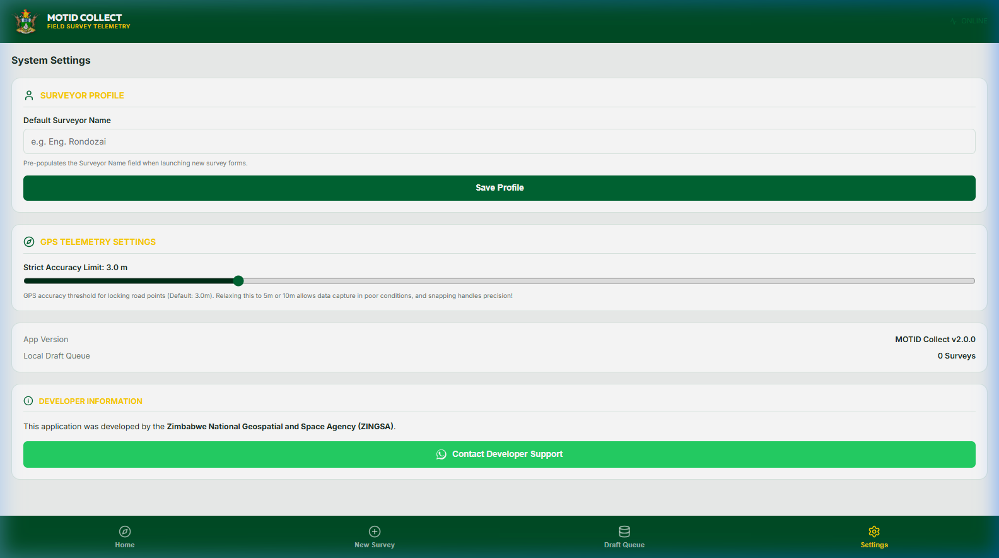 MOTID COLLECT
FIELD SURVEY TELEMETRY
ONLINE
System Settings
SURVEYOR PROFILE
Default Surveyor Name
e.g. Eng. Rondozai
Pre-populates the Surveyor Name field when launching new survey forms.
Save Profile
GPS TELEMETRY SETTINGS
Strict Accuracy Limit: 3.0 m
GPS accuracy threshold for locking road points (Default: 3.0m). Relaxing this to 5m or 10m allows data capture in poor conditions, and snapping handles precision!
App Version MOTID Collect v2.0.0
Local Draft Queue 0 Surveys
DEVELOPER INFORMATION
This application was developed by the Zimbabwe National Geospatial and Space Agency (ZINGSA).
Contact Developer Support
Home
New Survey
Draft Queue
Settings